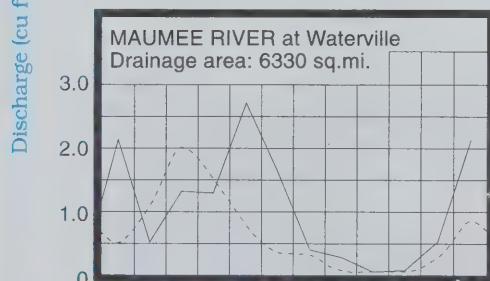 Discharge (cu f
MAUMEE RIVER at Waterville
Drainage area: 6330 sq.mi.
3.0
2.0
1.0
0